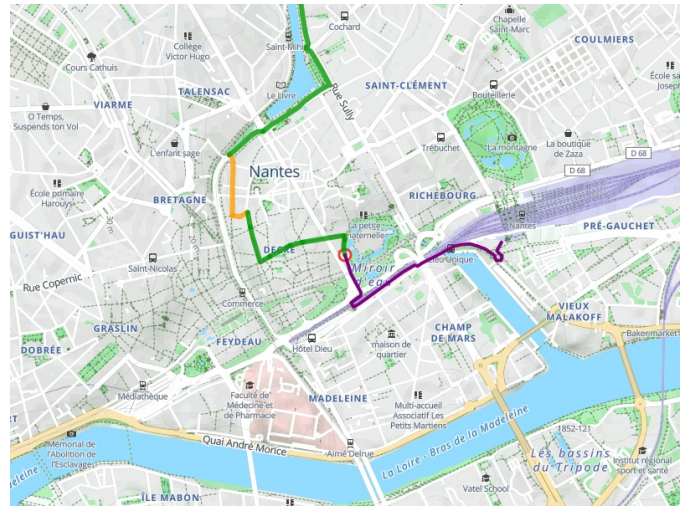 Cochard
Chapelle
Saint-Marc
COULMIERS
Collège
Victor Hugo
Saint-Mihiel
Cours Cathuis
Le Livre
Rue Sully
SAINT-CLÉMENT
École
Joseph
TALENSAC
VIARME
Bouteillerie
O Temps,
Suspends ton Vol
L'enfant sage
Trébuchet
La montagne
La boutique
de Zaza
D 68
D 68
Nantes
École primaire
Harouys
BRETAGNE
RICHEBOURG
La petite
maternelle
Nantes
PRÉ-GAUCHET
GUIST'HAU
20 m
DECRÉ
Lieu Unique
Saint-Nicolas
Miroir
d'eau
Rue Copernic
Commerce
VIEUX
MALAKOFF
GRASLIN
FEYDEAU
CHAMP
DE MARS
Bakermarket
DOBRÉE
Hôtel Dieu
maison de
quartier
Médiathèque
Faculté de
Médecine et
de Pharmacie
MADELEINE
Multi-accueil
Associatif Les
Petits Martiens
Quai André Morice
Aimé Delrue
La Loire - Bras de la Madeleine
1852-121
Mémorial de
l'Abolition de
l'Esclavage
Les bassins
du Tripode
Institut régional
sport et santé
Madeleine
ÎLE MABON
Vatel School